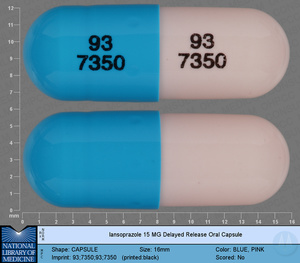 12
11
10
9
8
7
6
5
4
3
2
1
0
mm
93 93
7350 7350
mm 0 1 2 3 4 5 6 7 8 9 10 11 12 13 14 15 16
lansoprazole 15 MG Delayed Release Oral Capsule
NATIONAL
LIBRARY OF
MEDICINE
Shape: CAPSULE Size: 16mm Color: BLUE, PINK
Imprint: 93;7350;93;7350 (printed:black) Scored: No